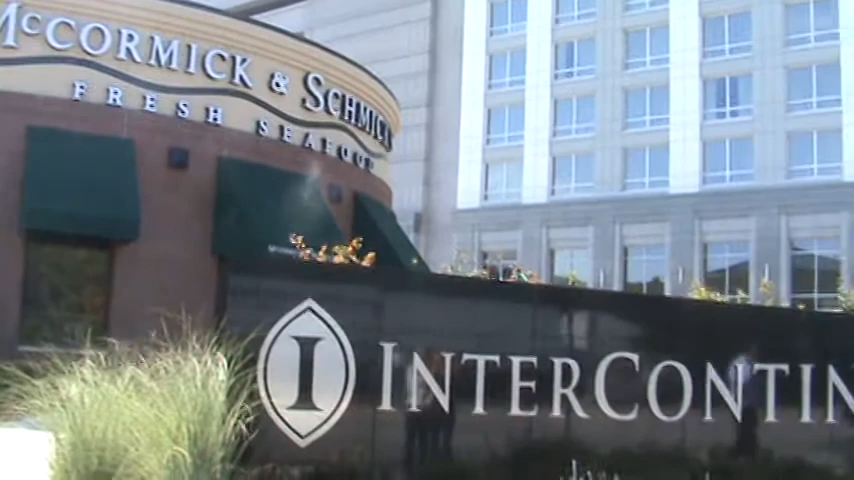 McCORMICK & SCHMICK
FRESH SEAFOOD
I INTERCONTIN